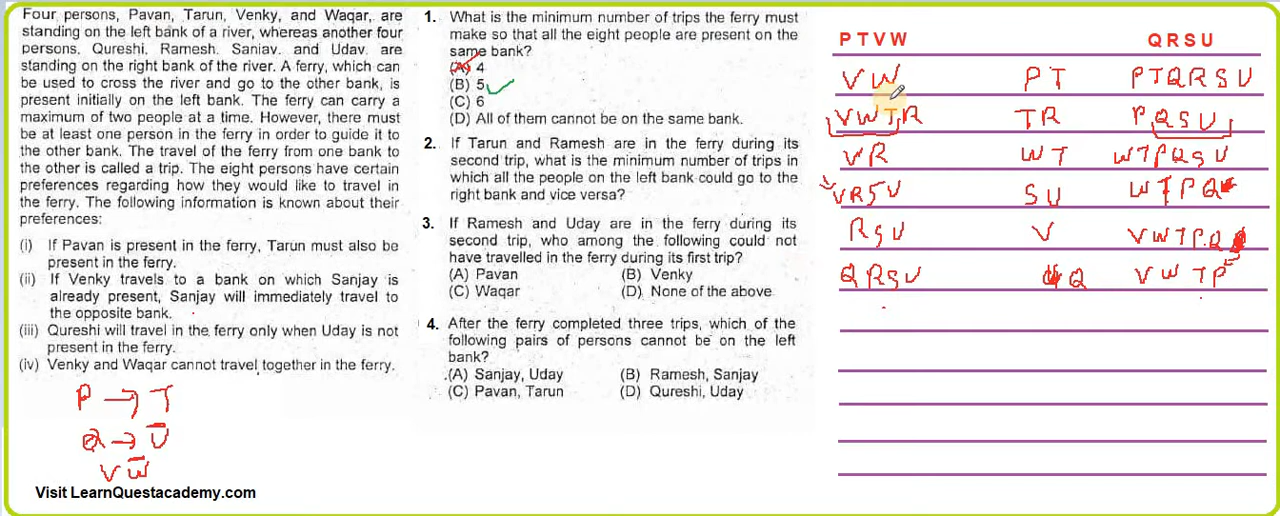 Four persons, Pavan, Tarun, Venky, and Waqar, are
standing on the left bank of a river, whereas another four
persons, Qureshi, Ramesh, Sanjay, and Uday, are
standing on the right bank of the river. A ferry, which can
be used to cross the river and go to the other bank, is
present initially on the left bank. The ferry can carry a
maximum of two people at a time. However, there must
be at least one person in the ferry in order to guide it to
the other bank. The travel of the ferry from one bank to
the other is called a trip. The eight persons have certain
preferences regarding how they would like to travel in
the ferry. The following information is known about their
preferences:
(i) If Pavan is present in the ferry, Tarun must also be
present in the ferry.
(ii) If Venky travels to a bank on which Sanjay is
already present, Sanjay will immediately travel to
the opposite bank.
(iii) Qureshi will travel in the ferry only when Uday is not
present in the ferry.
(iv) Venky and Waqar cannot travel together in the ferry.
P → T
Q → U̅
V W̅
Visit LearnQuestacademy.com
1. What is the minimum number of trips the ferry must
make so that all the eight people are present on the
same bank?
(A) 4
(B) 5
(C) 6
(D) All of them cannot be on the same bank.
2. If Tarun and Ramesh are in the ferry during its
second trip, what is the minimum number of trips in
which all the people on the left bank could go to the
right bank and vice versa?
3. If Ramesh and Uday are in the ferry during its
second trip, who among the following could not
have travelled in the ferry during its first trip?
(A) Pavan (B) Venky
(C) Waqar (D) None of the above
4. After the ferry completed three trips, which of the
following pairs of persons cannot be on the left
bank?
(A) Sanjay, Uday (B) Ramesh, Sanjay
(C) Pavan, Tarun (D) Qureshi, Uday
P T V W Q R S U
V W P T P T Q R S U
V W T R T R P Q S U
V R W T W T P Q S U
V R S U S U W T P Q
R S U V V W T P Q
Q R S U Q V W T P